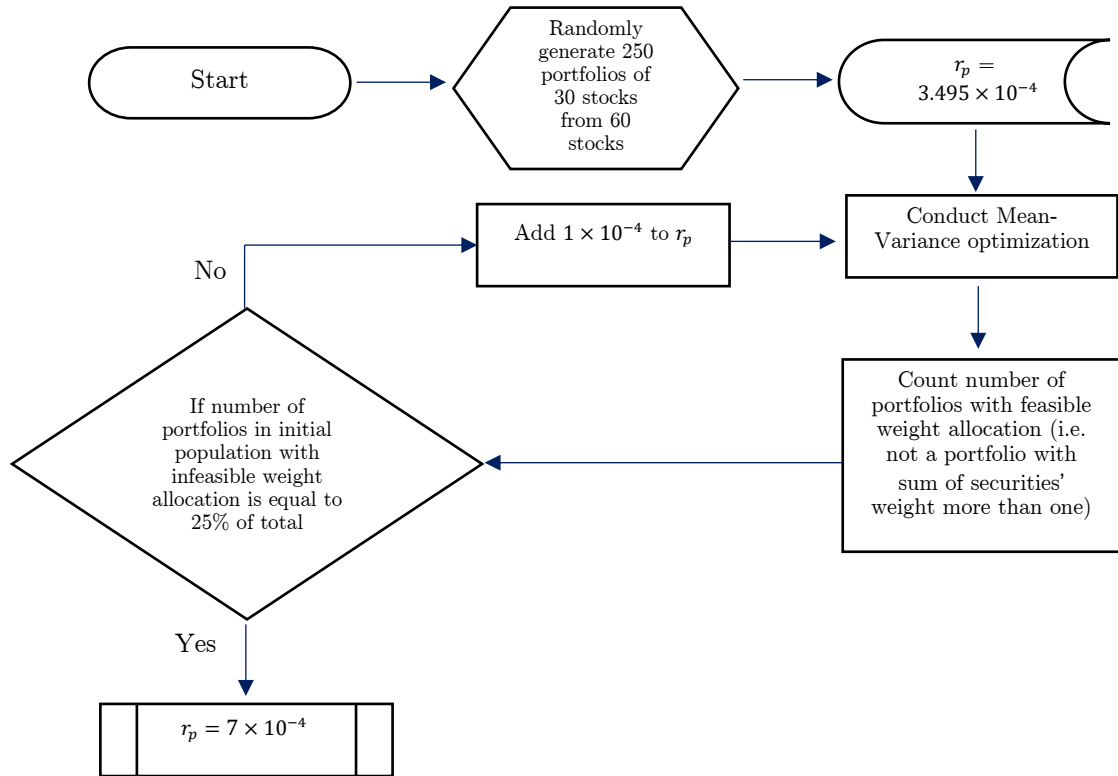 Start
Randomly
generate 250
portfolios of
30 stocks
from 60
stocks
𝑟𝑝 =
3.495 × 10⁻⁴
Conduct Mean-
Variance optimization
Add 1 × 10⁻⁴ to 𝑟𝑝
No
Count number of
portfolios with feasible
weight allocation (i.e.
not a portfolio with
sum of securities’
weight more than one)
If number of
portfolios in initial
population with
infeasible weight
allocation is equal to
25% of total
Yes
𝑟𝑝 = 7 × 10⁻⁴